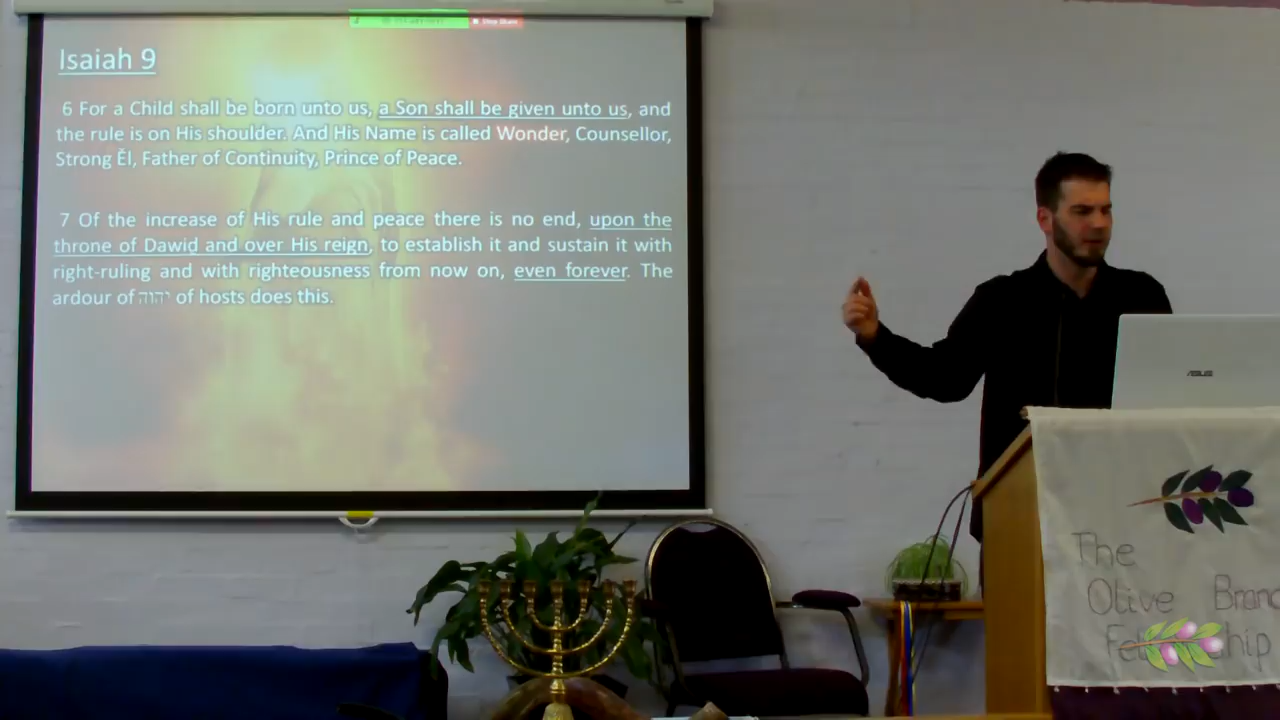 Stop Share
Isaiah 9
6 For a Child shall be born unto us, a Son shall be given unto us, and
the rule is on His shoulder. And His Name is called Wonder, Counsellor,
Strong Ěl, Father of Continuity, Prince of Peace.
7 Of the increase of His rule and peace there is no end, upon the
throne of Dawiḏ and over His reign, to establish it and sustain it with
right-ruling and with righteousness from now on, even forever. The
ardour of יהוה of hosts does this.
ASUS
The
Olive Branc